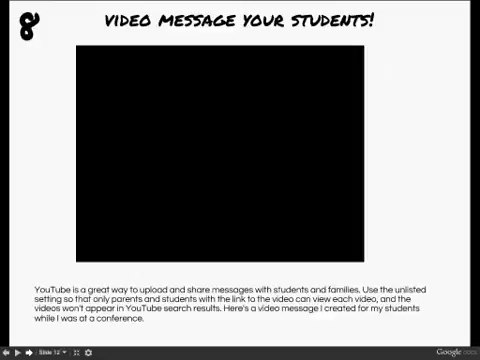 8
VIDEO MESSAGE YOUR STUDENTS!
YouTube is a great way to upload and share messages with students and families. Use the unlisted
setting so that only parents and students with the link to the video can view each video, and the
videos won't appear in YouTube search results. Here's a video message I created for my students
while I was at a conference.
Slide 12
Google docs